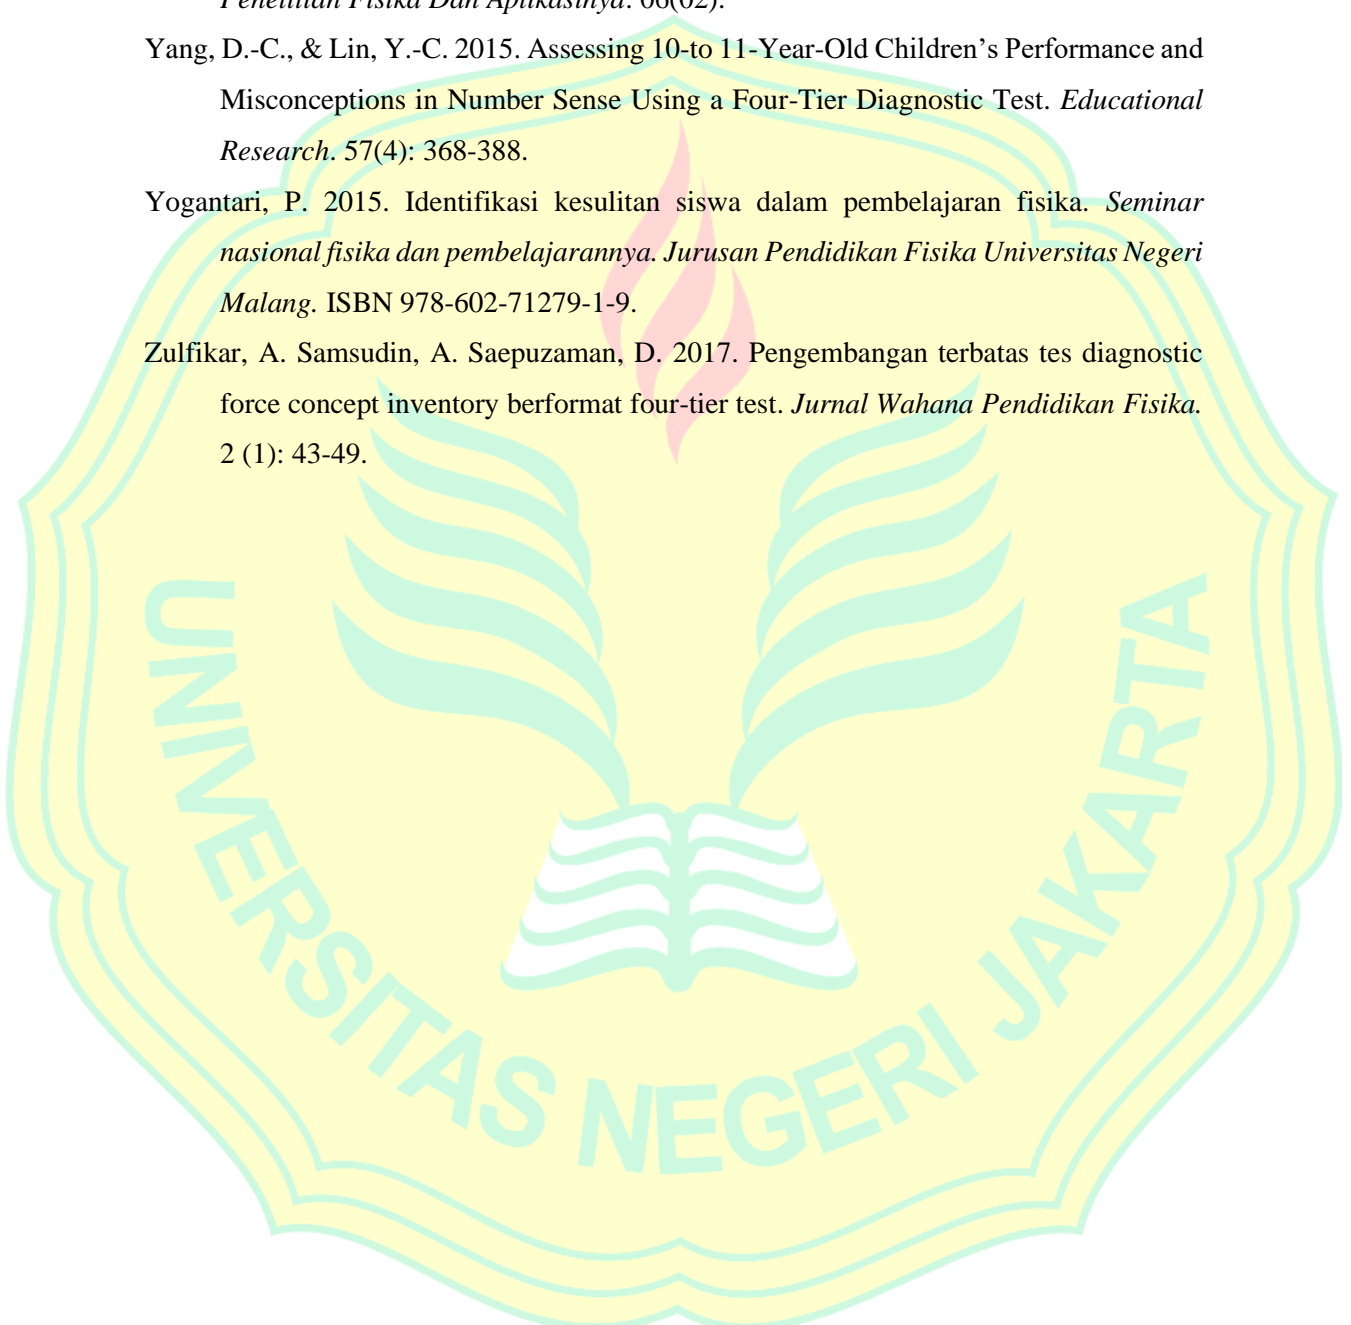 Penelitian Fisika Dan Aplikasinya. 06(02).
Yang, D.-C., & Lin, Y.-C. 2015. Assessing 10-to 11-Year-Old Children’s Performance and
Misconceptions in Number Sense Using a Four-Tier Diagnostic Test. Educational
Research. 57(4): 368-388.
Yogantari, P. 2015. Identifikasi kesulitan siswa dalam pembelajaran fisika. Seminar
nasional fisika dan pembelajarannya. Jurusan Pendidikan Fisika Universitas Negeri
Malang. ISBN 978-602-71279-1-9.
Zulfikar, A. Samsudin, A. Saepuzaman, D. 2017. Pengembangan terbatas tes diagnostic
force concept inventory berformat four-tier test. Jurnal Wahana Pendidikan Fisika.
2 (1): 43-49.
UNIVERSITAS NEGERI JAKARTA